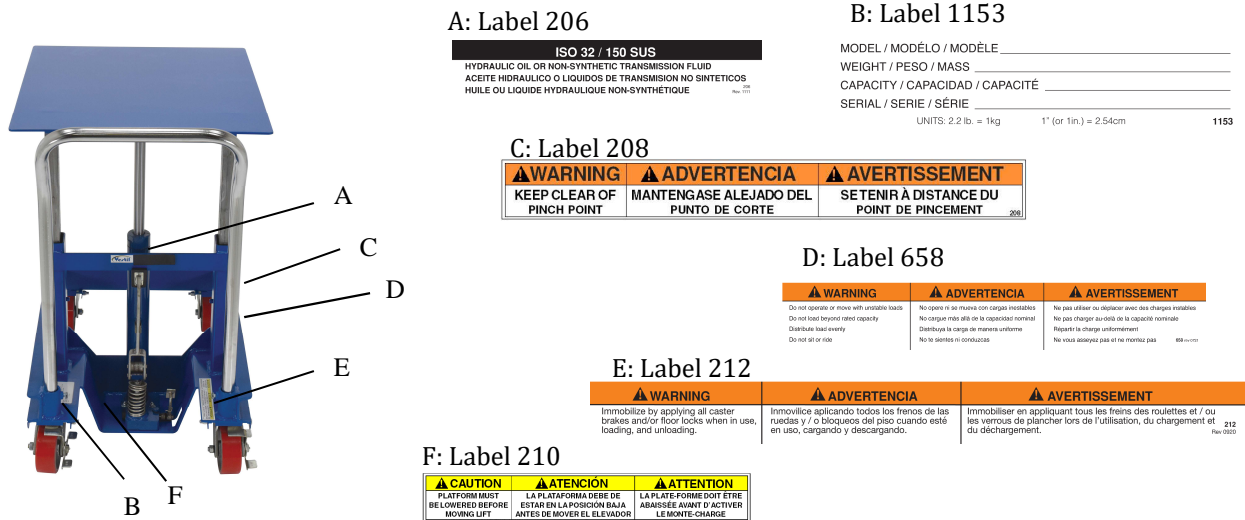 A: Label 206
ISO 32 / 150 SUS
HYDRAULIC OIL OR NON-SYNTHETIC TRANSMISSION FLUID
ACEITE HIDRAULICO O LIQUIDOS DE TRANSMISION NO SINTETICOS
HUILE OU LIQUIDE HYDRAULIQUE NON-SYNTHÉTIQUE
208
Rev. 1111
B: Label 1153
MODEL / MODÉLO / MODÈLE
WEIGHT / PESO / MASS
CAPACITY / CAPACIDAD / CAPACITÉ
SERIAL / SERIE / SÉRIE
UNITS: 2.2 lb. = 1kg 1" (or 1in.) = 2.54cm 1153
C: Label 208
WARNING ADVERTENCIA AVERTISSEMENT
KEEP CLEAR OF MANTENGASE ALEJADO DEL SE TENIR À DISTANCE DU
PINCH POINT PUNTO DE CORTE POINT DE PINCEMENT 208
D: Label 658
WARNING ADVERTENCIA AVERTISSEMENT
Do not operate or move with unstable loads No opere ni se mueva con cargas inestables Ne pas utiliser ou déplacer avec des charges instables
Do not load beyond rated capacity No cargue más allá de la capacidad nominal Ne pas charger au-delà de la capacité nominale
Distribute load evenly Distribuya la carga de manera uniforme Répartir la charge uniformément
Do not sit or ride No te sientes ni conduzcas Ne vous asseyez pas et ne montez pas
E: Label 212
WARNING ADVERTENCIA AVERTISSEMENT
Immobilize by applying all caster Inmovilice aplicando todos los frenos de las Immobiliser en appliquant tous les freins des roulettes et / ou
brakes and/or floor locks when in use, ruedas y / o bloqueos del piso cuando esté les verrous de plancher lors de l'utilisation, du chargement et 212
loading, and unloading. en uso, cargando y descargando. du déchargement. Rev 0920
F: Label 210
CAUTION ATENCIÓN ATTENTION
PLATFORM MUST LA PLATAFORMA DEBE DE LA PLATE-FORME DOIT ÊTRE
BE LOWERED BEFORE ESTAR EN LA POSICIÓN BAJA ABAISSÉE AVANT D'ACTIVER
MOVING LIFT ANTES DE MOVER EL ELEVADOR LE MONTE-CHARGE
A
C
D
E
F
B
Vestil